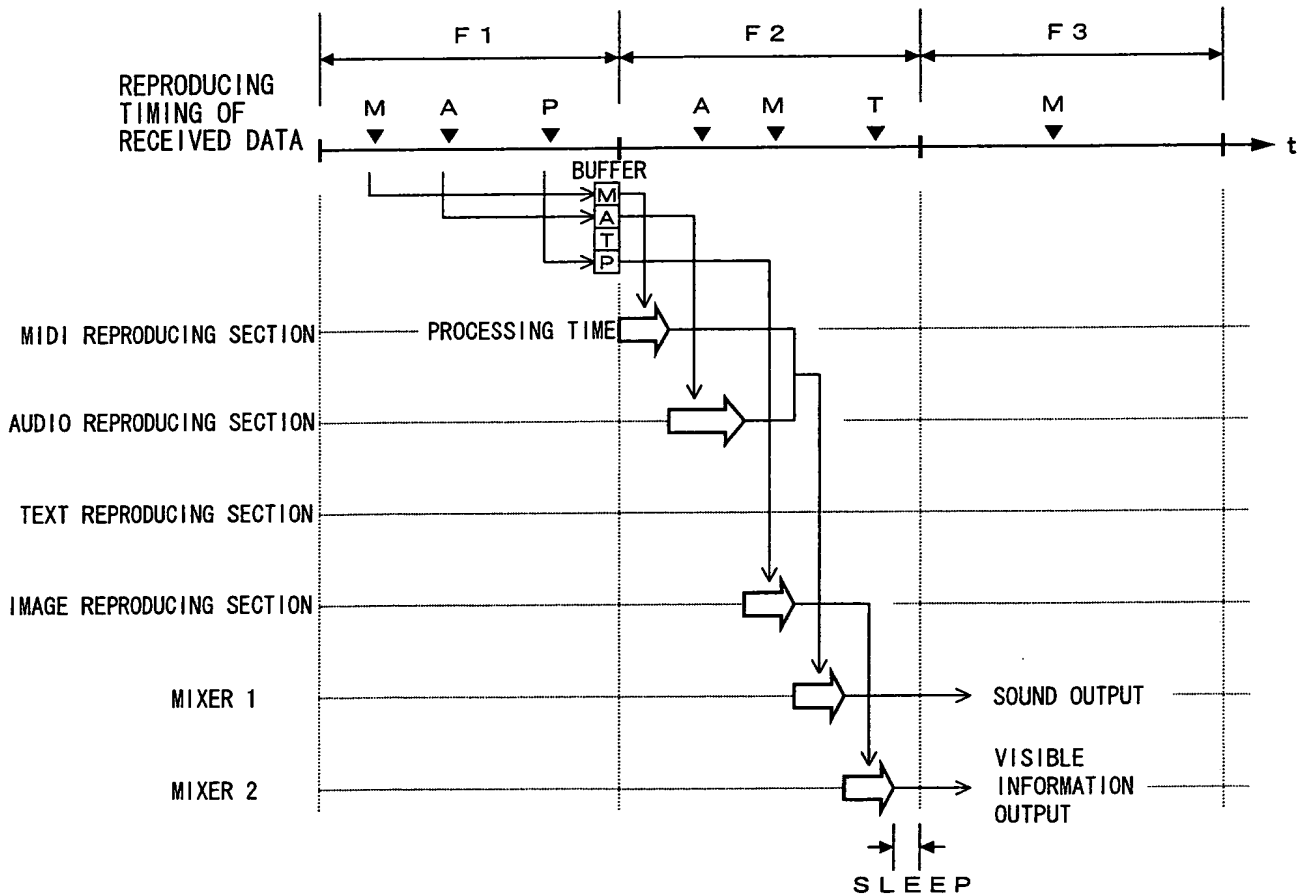 F1 F2 F3
REPRODUCING
TIMING OF
RECEIVED DATA
M A P A M T M
t
BUFFER
M
A
T
P
MIDI REPRODUCING SECTION PROCESSING TIME
AUDIO REPRODUCING SECTION
TEXT REPRODUCING SECTION
IMAGE REPRODUCING SECTION
MIXER 1 SOUND OUTPUT
MIXER 2
VISIBLE
INFORMATION
OUTPUT
SLEEP